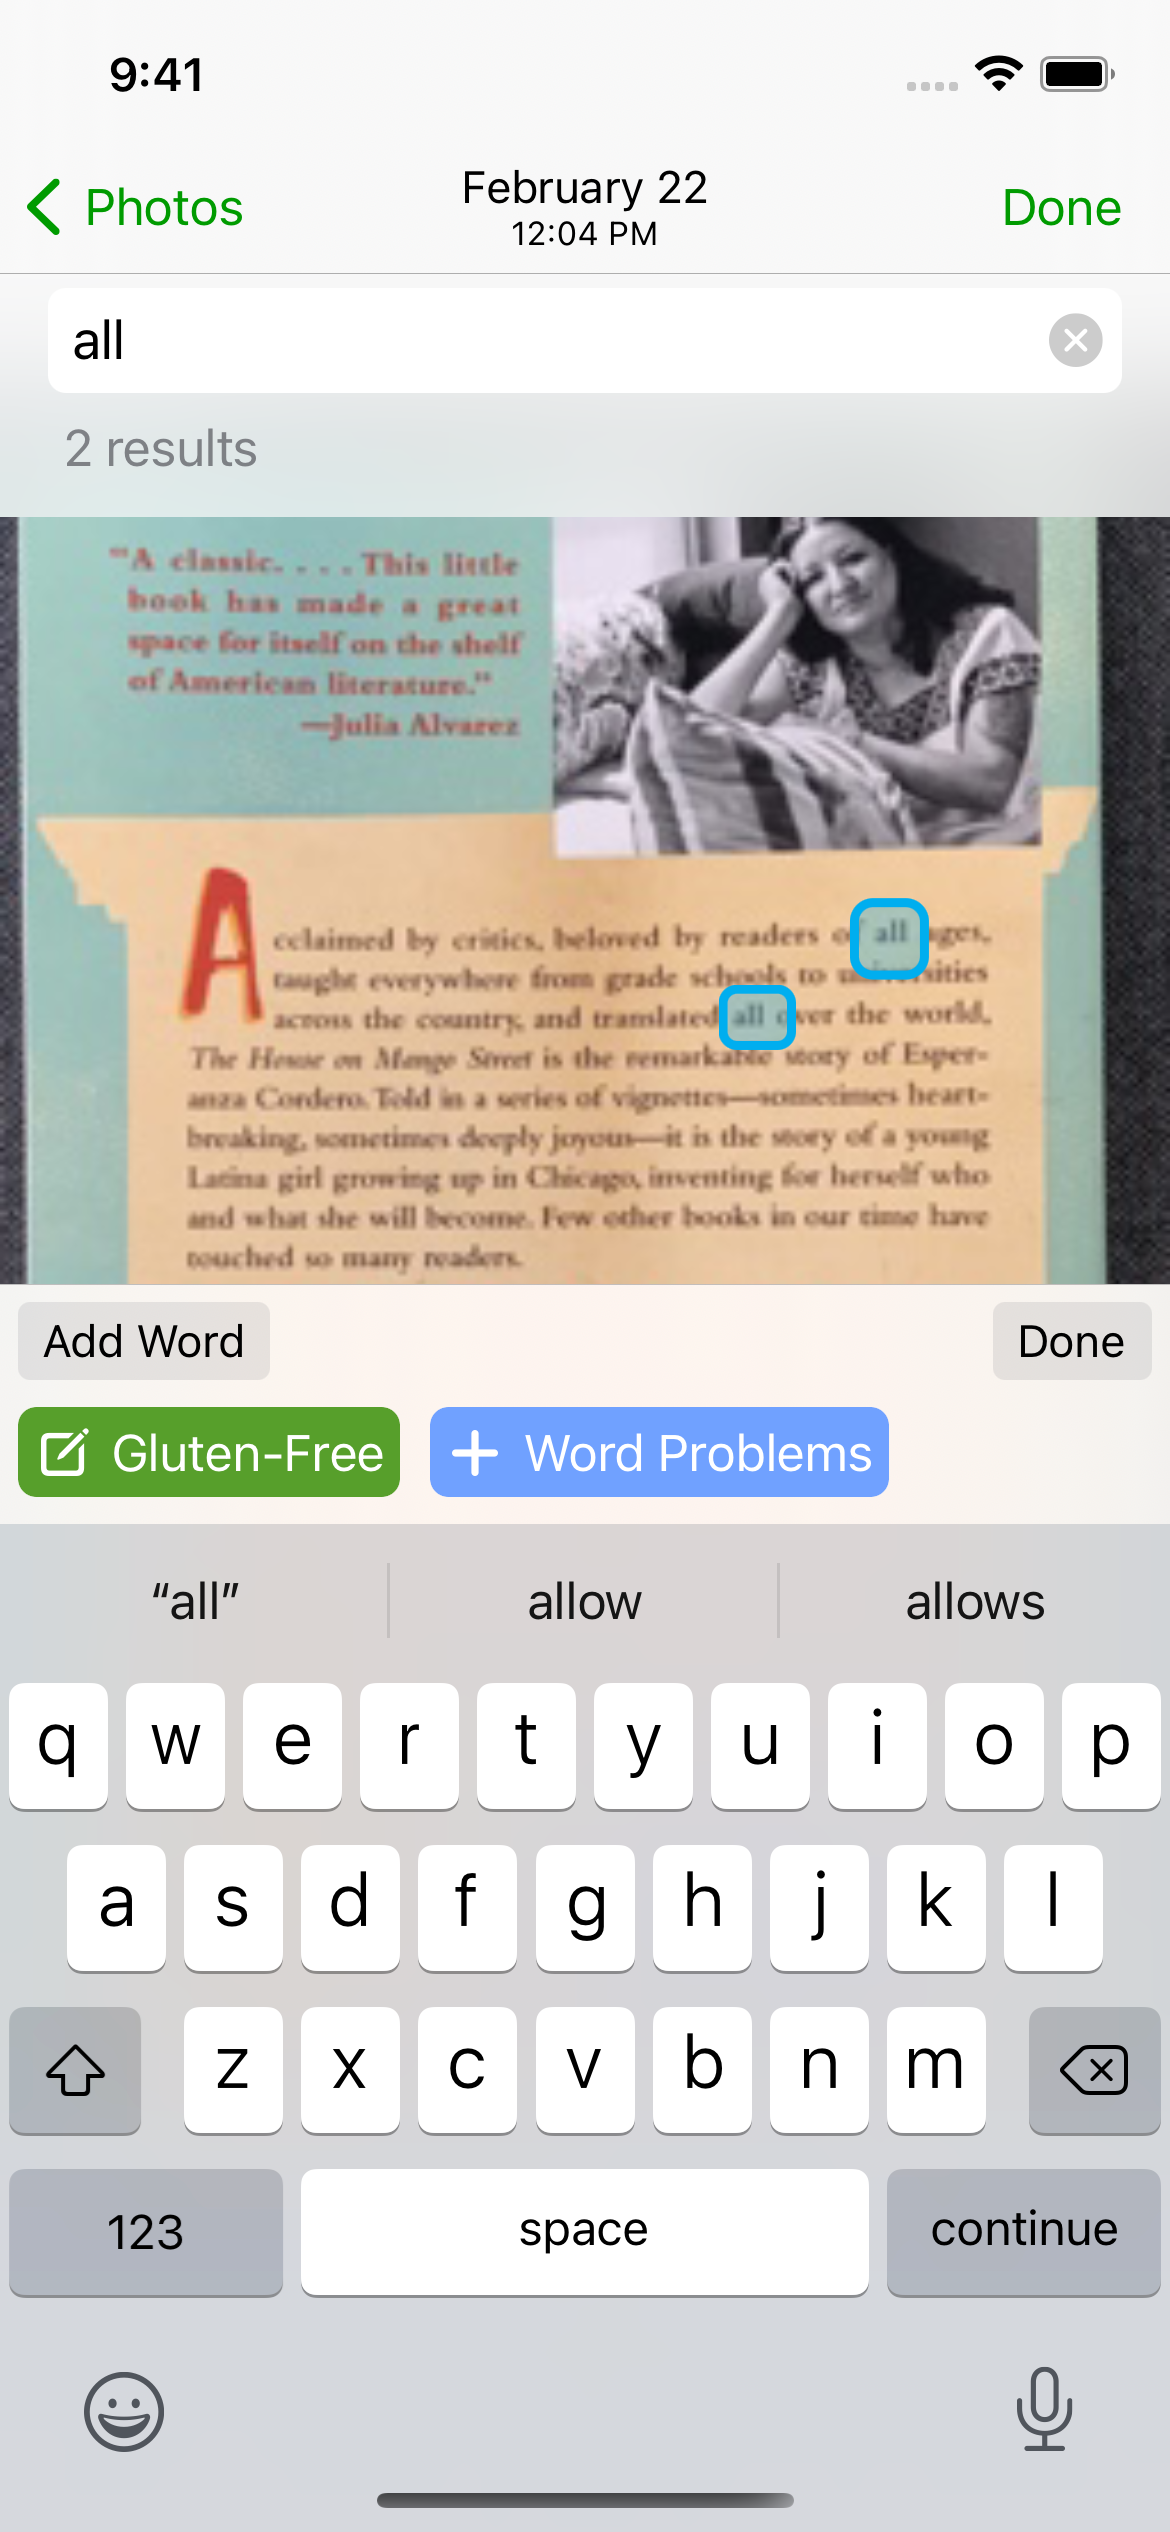 9:41
Photos
February 22
12:04 PM
Done
all
2 results
"A classic. . . . This little
book has made a great
space for itself on the shelf
of American literature."
—Julia Alvarez
Acclaimed by critics, beloved by readers of all ages,
taught everywhere from grade schools to universities
across the country, and translated all over the world,
The House on Mango Street is the remarkable story of Esper-
anza Cordero. Told in a series of vignettes—sometimes heart-
breaking, sometimes deeply joyous—it is the story of a young
Latina girl growing up in Chicago, inventing for herself who
and what she will become. Few other books in our time have
touched so many readers.
Add Word
Done
Gluten-Free
Word Problems
“all”
allow
allows
q w e r t y u i o p
a s d f g h j k l
z x c v b n m
123
space
continue